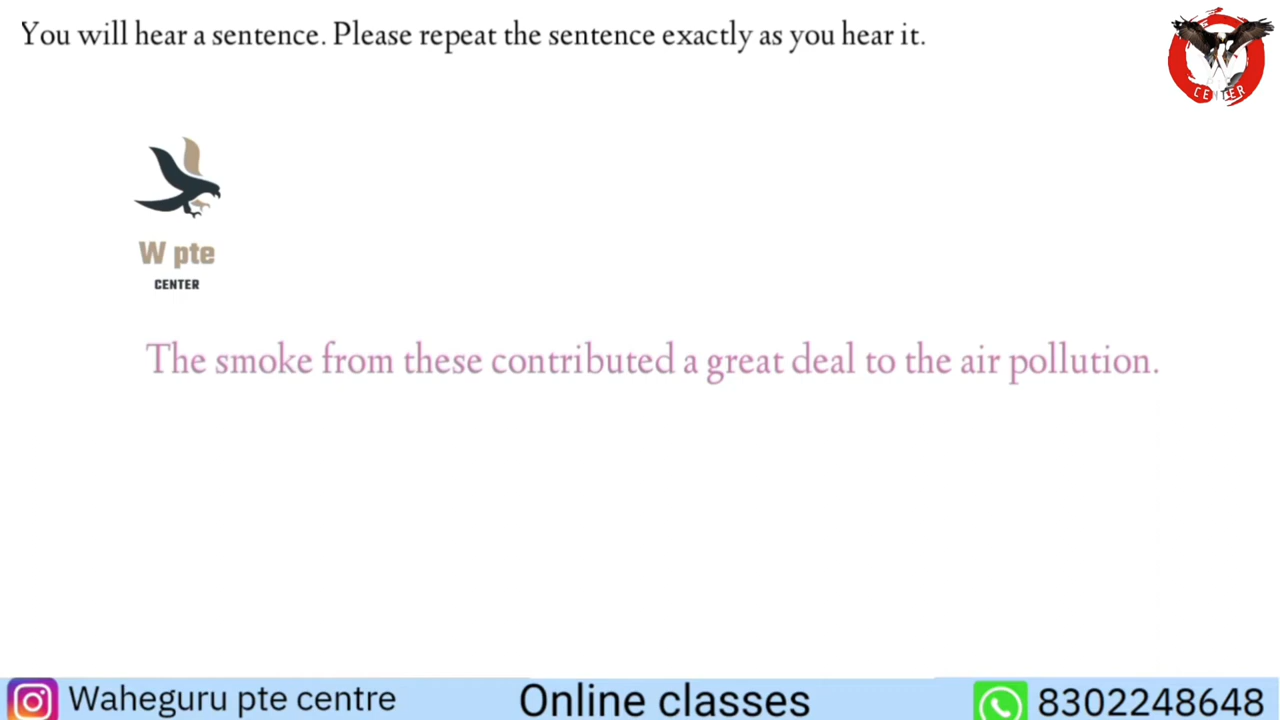 You will hear a sentence. Please repeat the sentence exactly as you hear it.
CENTER
W pte
CENTER
The smoke from these contributed a great deal to the air pollution.
Waheguru pte centre
Online classes
8302248648